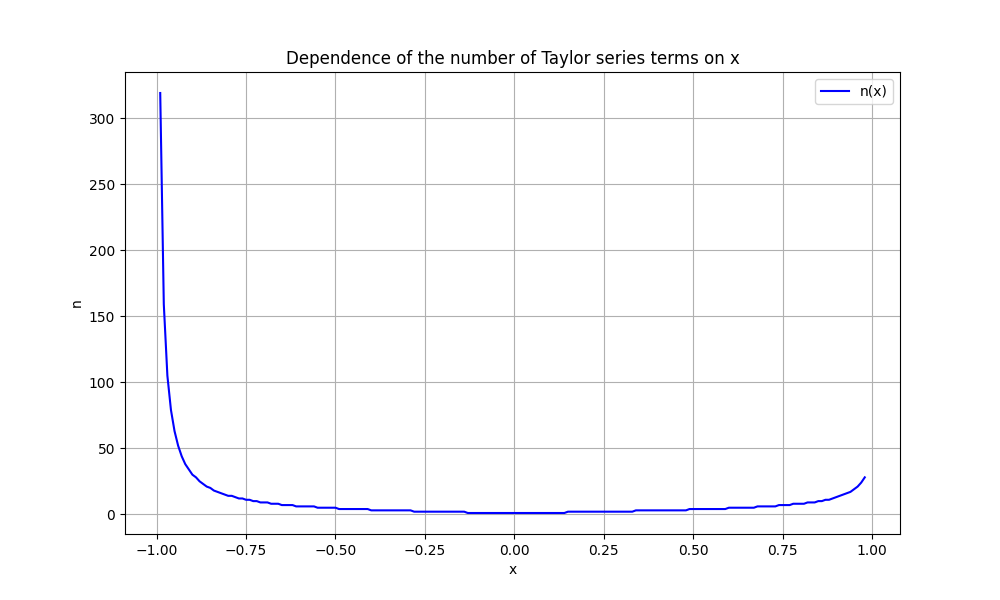 Dependence of the number of Taylor series terms on x
n(x)
300
250
200
150
100
50
0
n
−1.00 −0.75 −0.50 −0.25 0.00 0.25 0.50 0.75 1.00
x